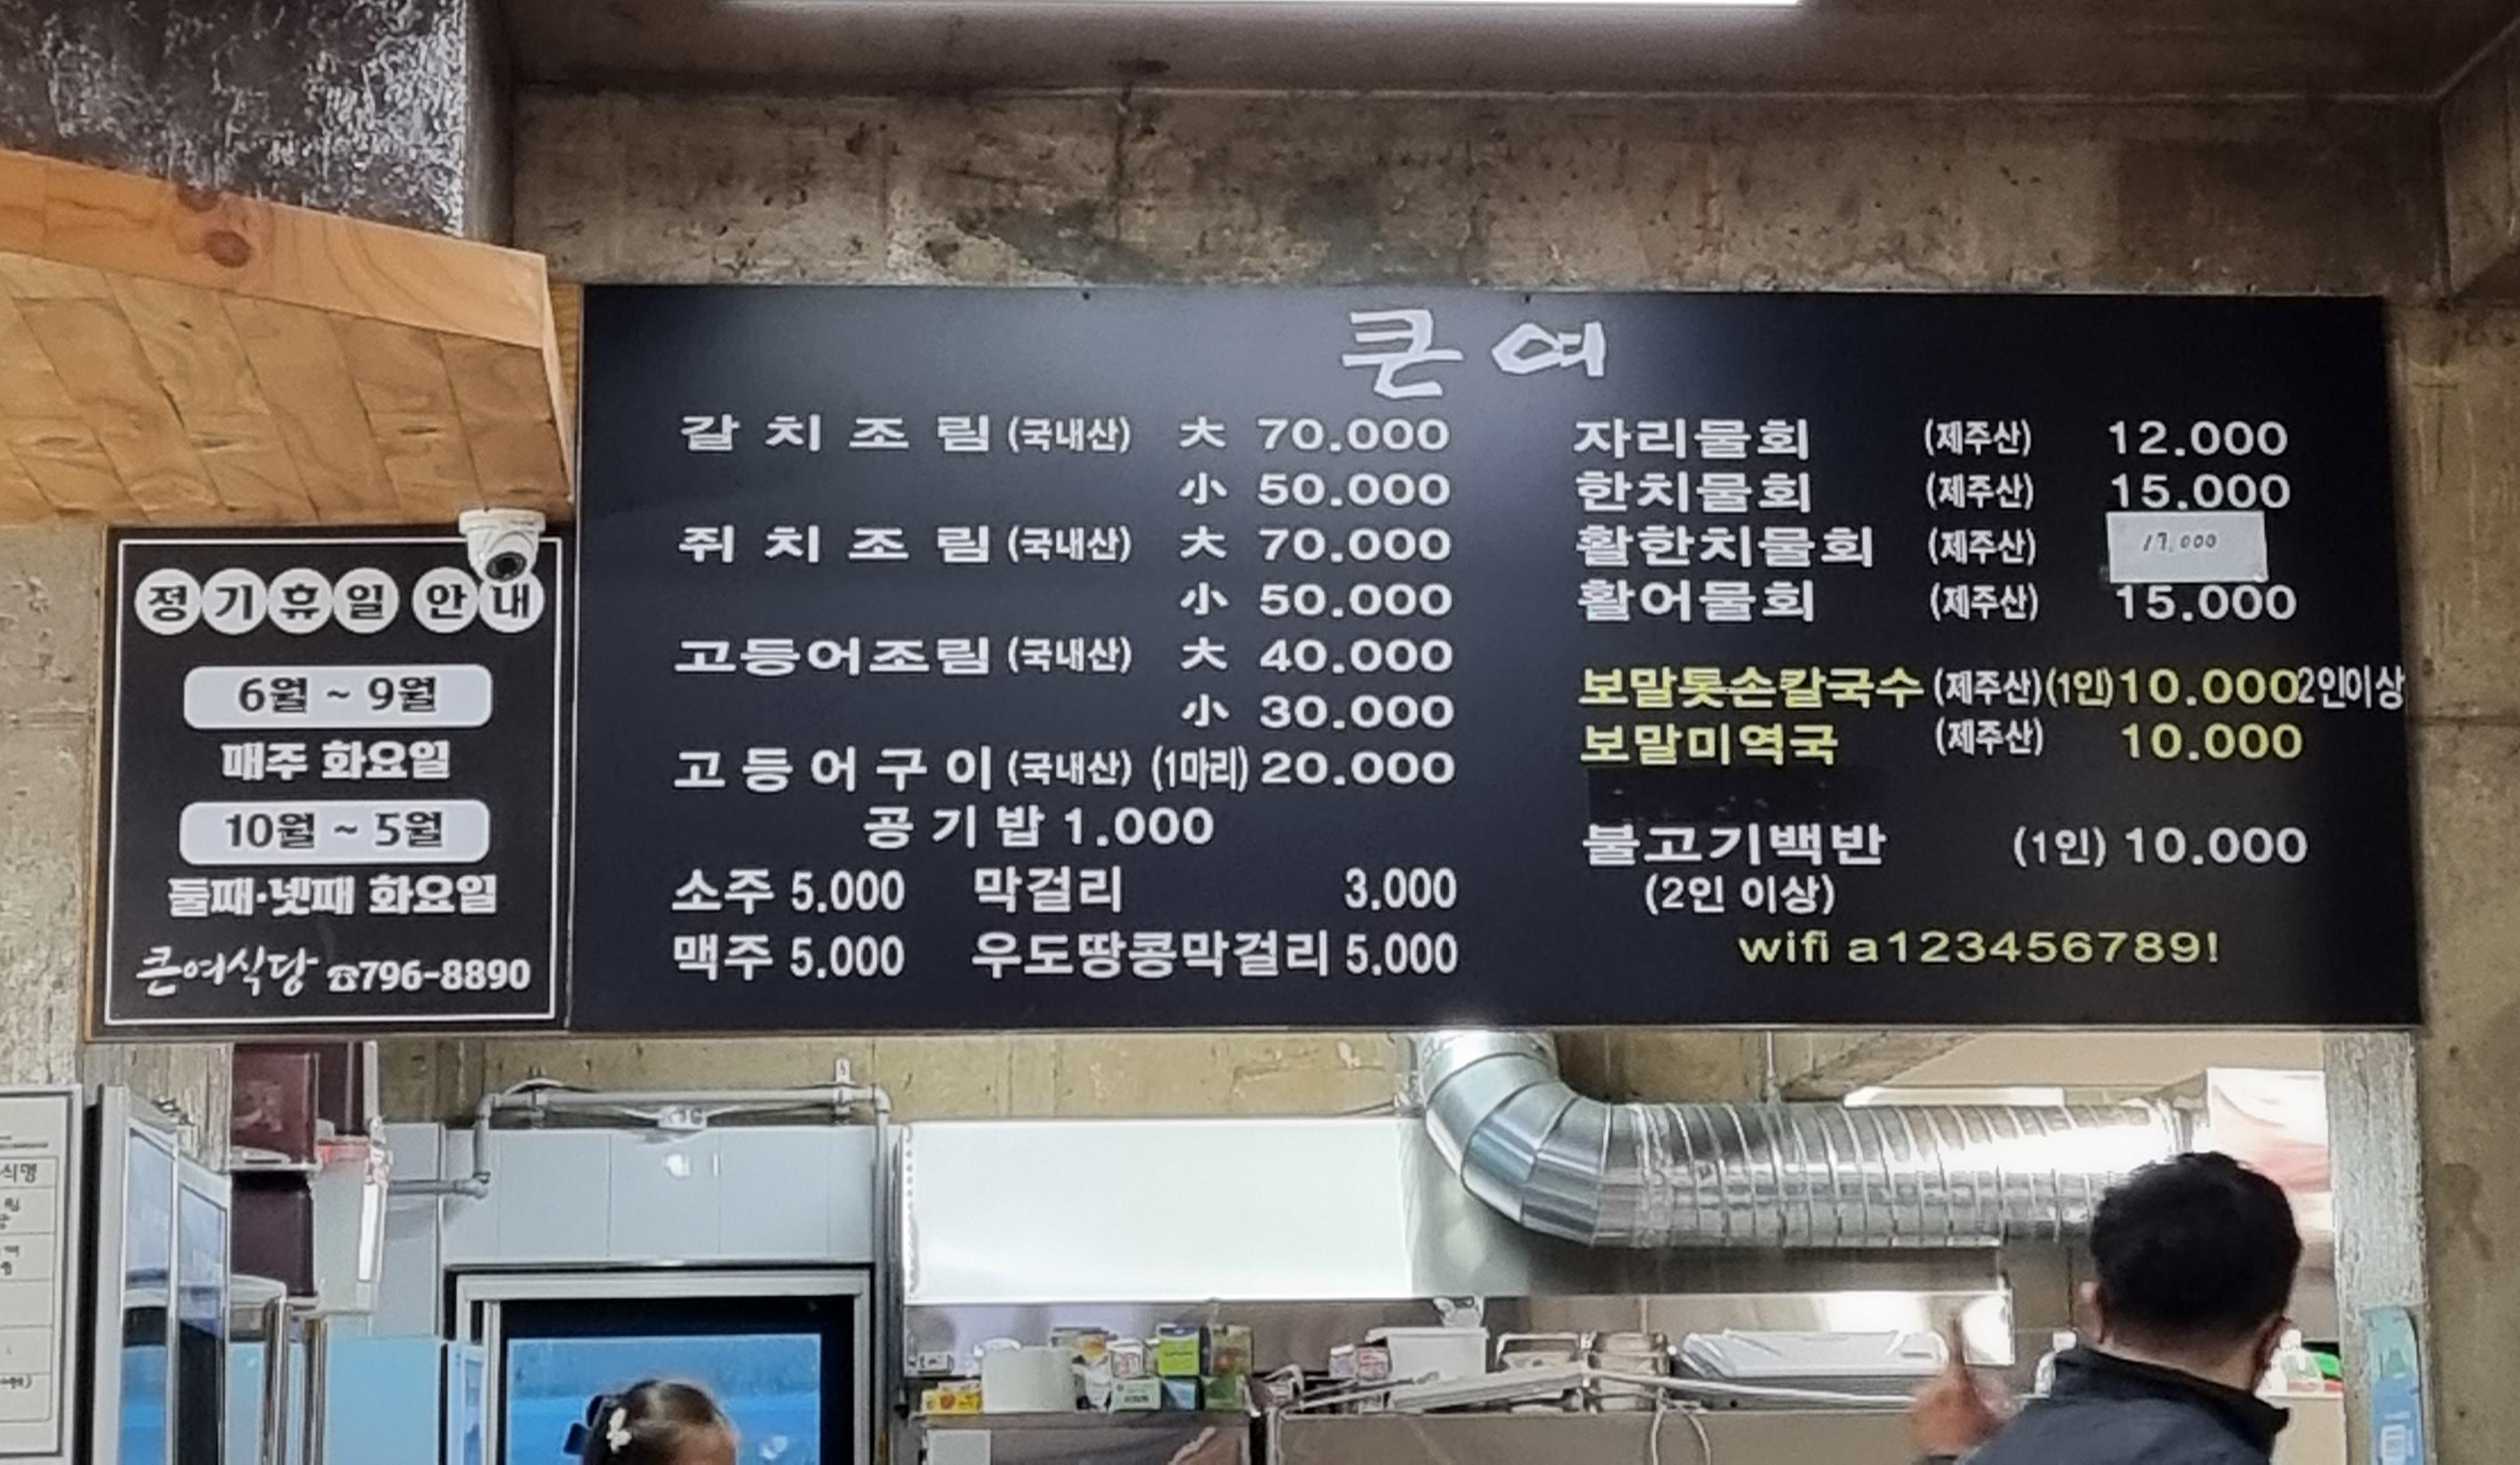 정기휴일 안내
6월 ~ 9월
매주 화요일
10월 ~ 5월
둘째·넷째 화요일
큰여식당 ☎796-8890
큰여
갈치조림 (국내산) 大 70.000
小 50.000
쥐치조림 (국내산) 大 70.000
小 50.000
고등어조림 (국내산) 大 40.000
小 30.000
고등어구이 (국내산) (1마리) 20.000
공기밥 1.000
소주 5.000 막걸리 3.000
맥주 5.000 우도땅콩막걸리 5.000
자리물회 (제주산) 12.000
한치물회 (제주산) 15.000
활한치물회 (제주산) 17.000
활어물회 (제주산) 15.000
보말톳손칼국수 (제주산) (1인) 10.000 2인이상
보말미역국 (제주산) 10.000
불고기백반 (1인) 10.000
(2인 이상)
wifi a123456789!